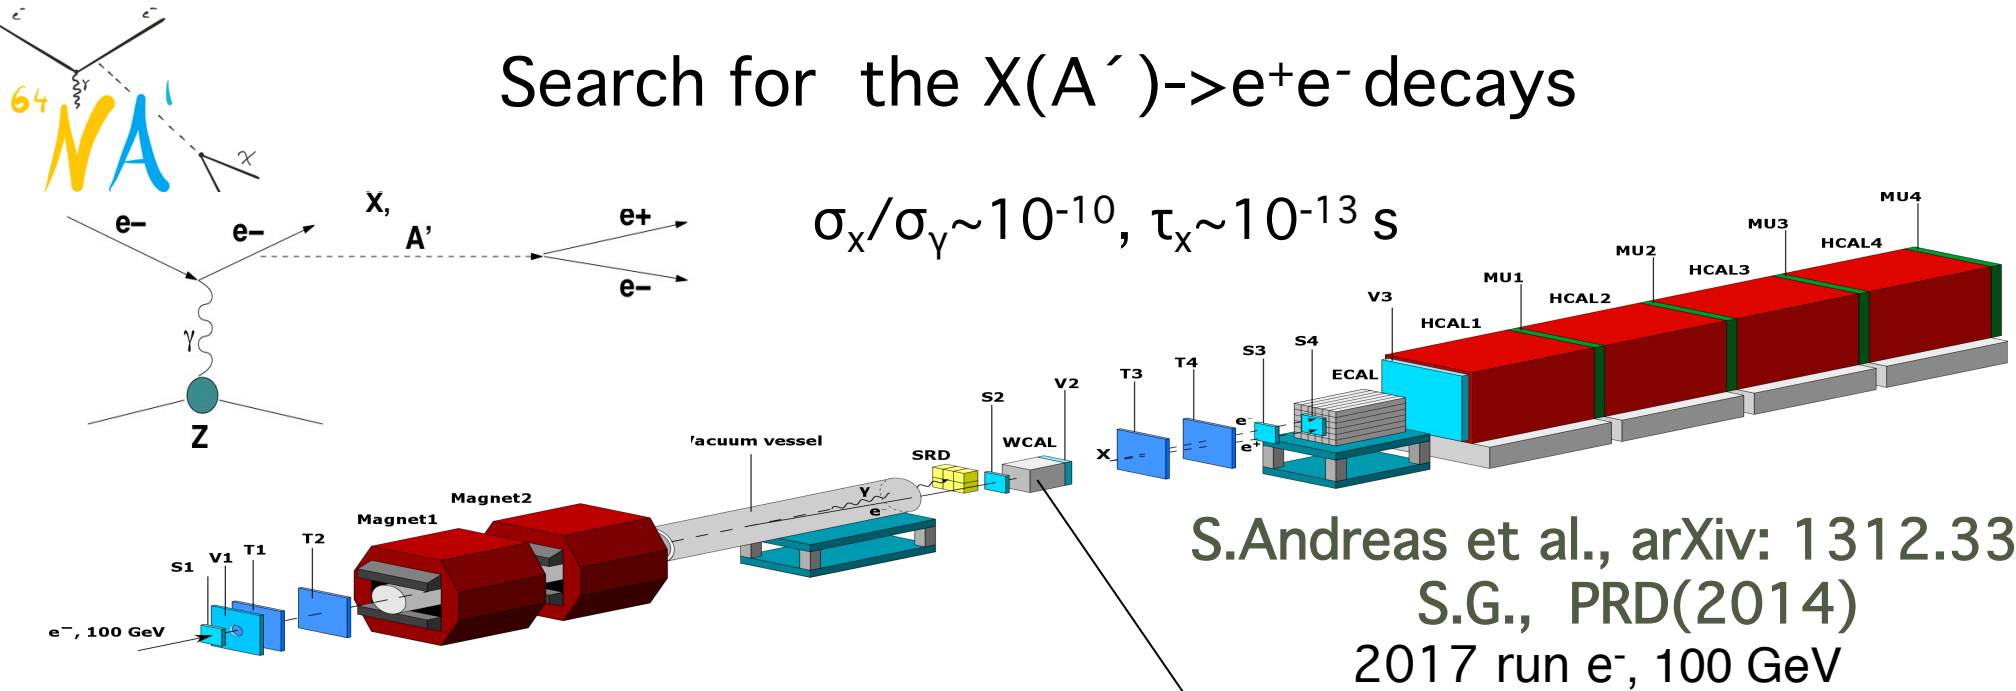 e⁻ e⁻
γ
64 NA'
χ
Search for the X(A´)->e⁺e⁻ decays
σₓ/σᵧ~10⁻¹⁰, τₓ~10⁻¹³ s
e−
e−
X,
A'
e+
e−
γ
Z
e⁻, 100 GeV
S1
V1
T1
T2
Magnet1
Magnet2
acuum vessel
γ
e⁻
SRD
S2
WCAL
V2
X
T3
T4
e⁻
e⁺
S3
S4
ECAL
V3
HCAL1
MU1
HCAL2
MU2
HCAL3
MU3
HCAL4
MU4
S.Andreas et al., arXiv: 1312.33
S.G., PRD(2014)
2017 run e⁻, 100 GeV